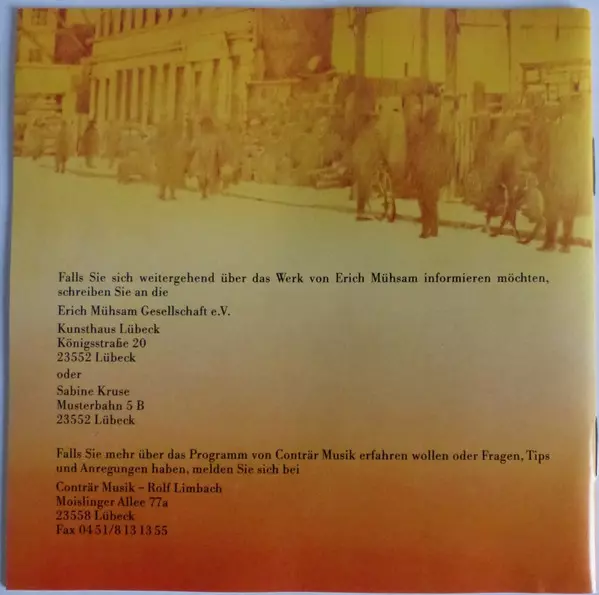 Falls Sie sich weitergehend über das Werk von Erich Mühsam informieren möchten,
schreiben Sie an die
Erich Mühsam Gesellschaft e.V.
Kunsthaus Lübeck
Königsstraße 20
23552 Lübeck
oder
Sabine Kruse
Musterbahn 5 B
23552 Lübeck
Falls Sie mehr über das Programm von Conträr Musik erfahren wollen oder Fragen, Tips
und Anregungen haben, melden Sie sich bei
Conträr Musik – Rolf Limbach
Moislinger Allee 77a
23558 Lübeck
Fax 04 51/8 13 13 55